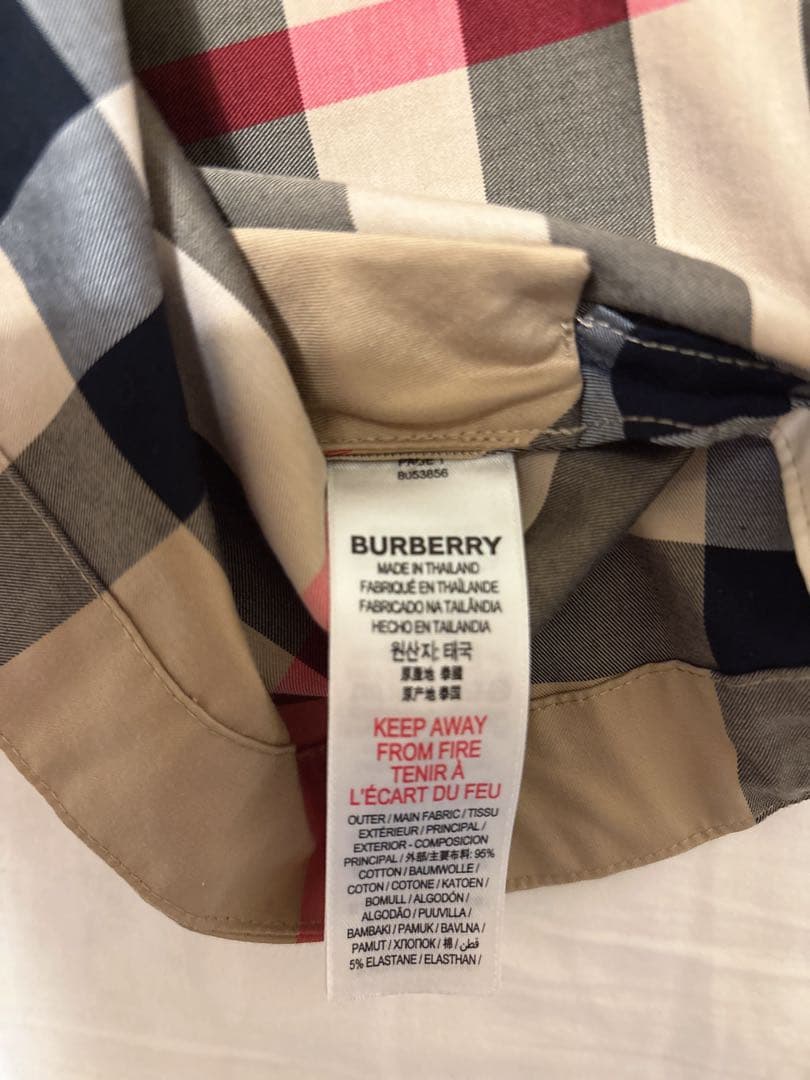 PAGE 1
BU53856
BURBERRY
MADE IN THAILAND
FABRIQUÉ EN THAÏLANDE
FABRICADO NA TAILÂNDIA
HECHO EN TAILANDIA
원산지: 태국
原產地 泰國
原产地 泰国
KEEP AWAY
FROM FIRE
TENIR À
L'ÉCART DU FEU
OUTER / MAIN FABRIC / TISSU
EXTÉRIEUR / PRINCIPAL /
EXTERIOR - COMPOSICION
PRINCIPAL / 外部/主要布料: 95%
COTTON / BAUMWOLLE /
COTON / COTONE / KATOEN /
BOMULL / ALGODÓN /
ALGODÃO / PUUVILLA /
BAMBAKI / PAMUK / BAVLNA /
PAMUT / ХЛОПОК / 棉 / قطن /
5% ELASTANE / ELASTHAN /